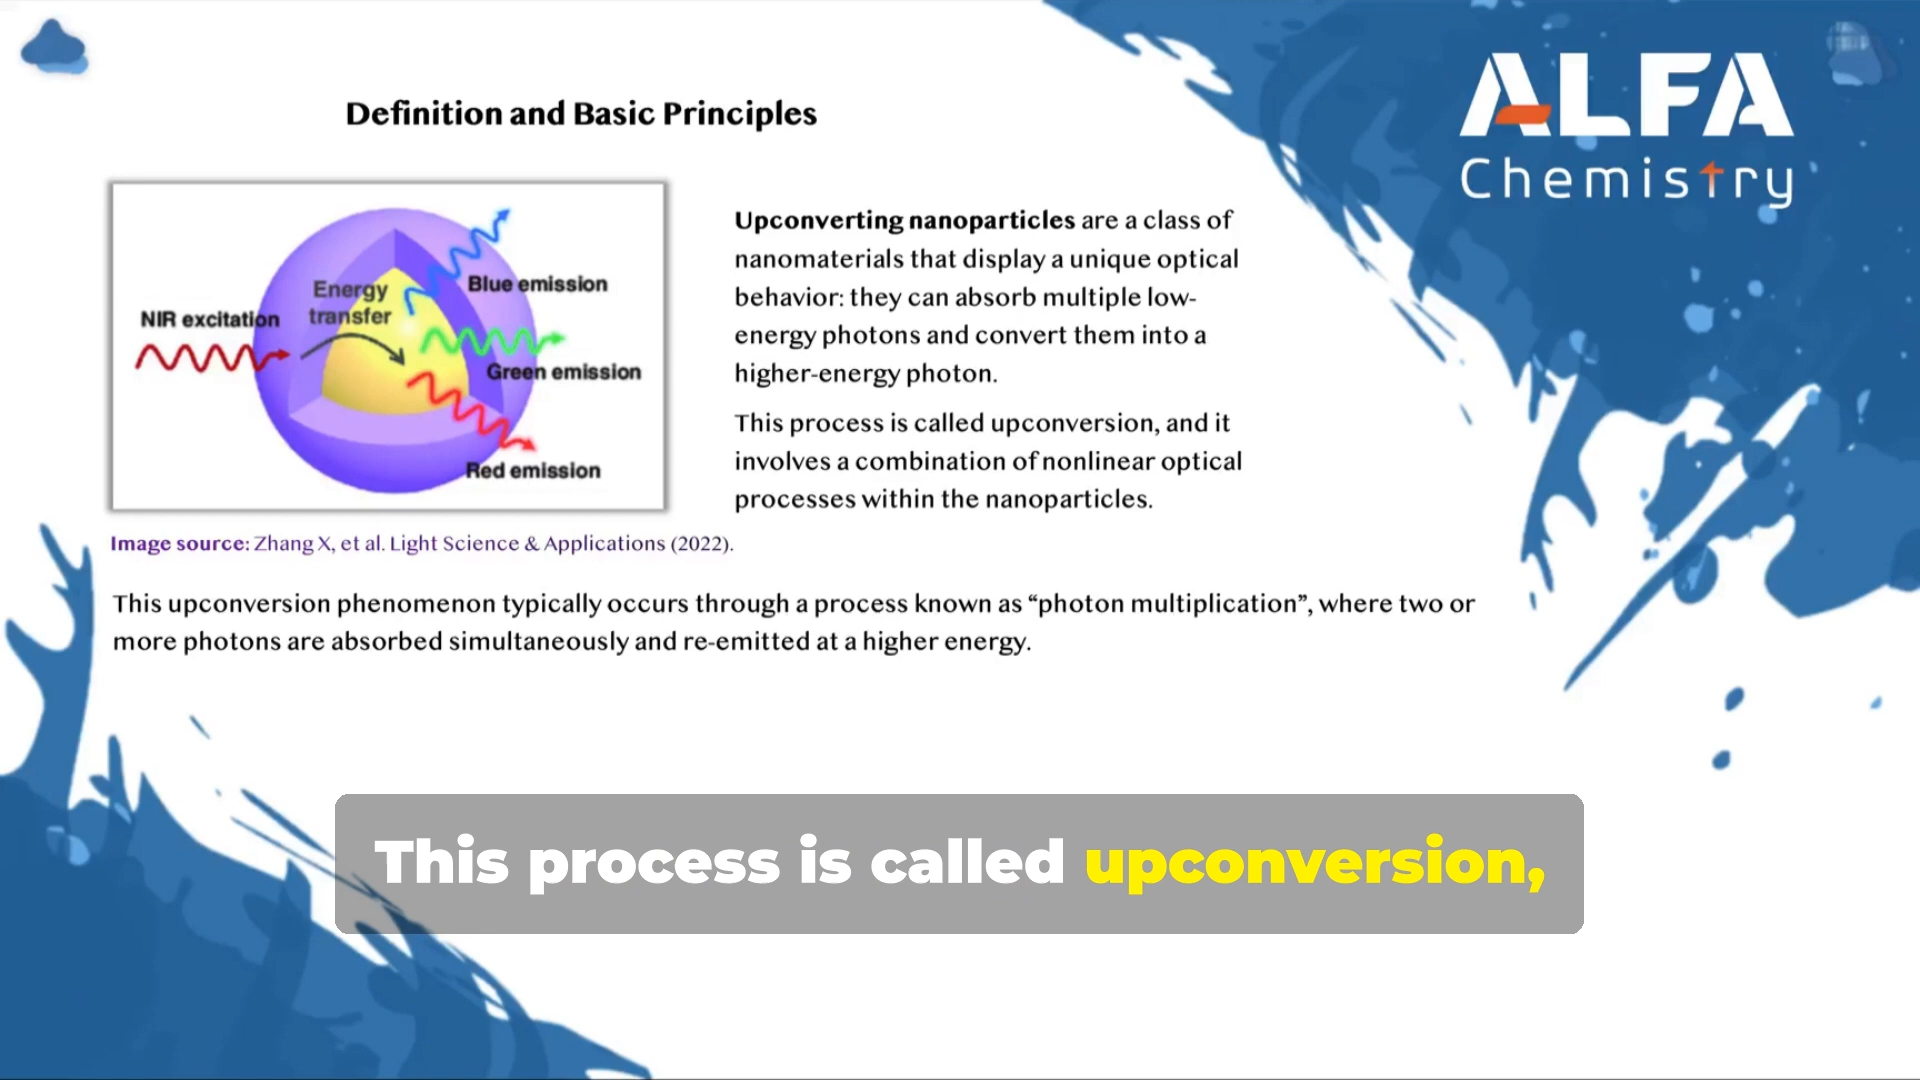 ALFA
Chemistry
Definition and Basic Principles
NIR excitation
Energy
transfer
Blue emission
Green emission
Red emission
Upconverting nanoparticles are a class of
nanomaterials that display a unique optical
behavior: they can absorb multiple low-
energy photons and convert them into a
higher-energy photon.
This process is called upconversion, and it
involves a combination of nonlinear optical
processes within the nanoparticles.
Image source: Zhang X, et al. Light Science & Applications (2022).
This upconversion phenomenon typically occurs through a process known as “photon multiplication”, where two or
more photons are absorbed simultaneously and re-emitted at a higher energy.
This process is called upconversion,